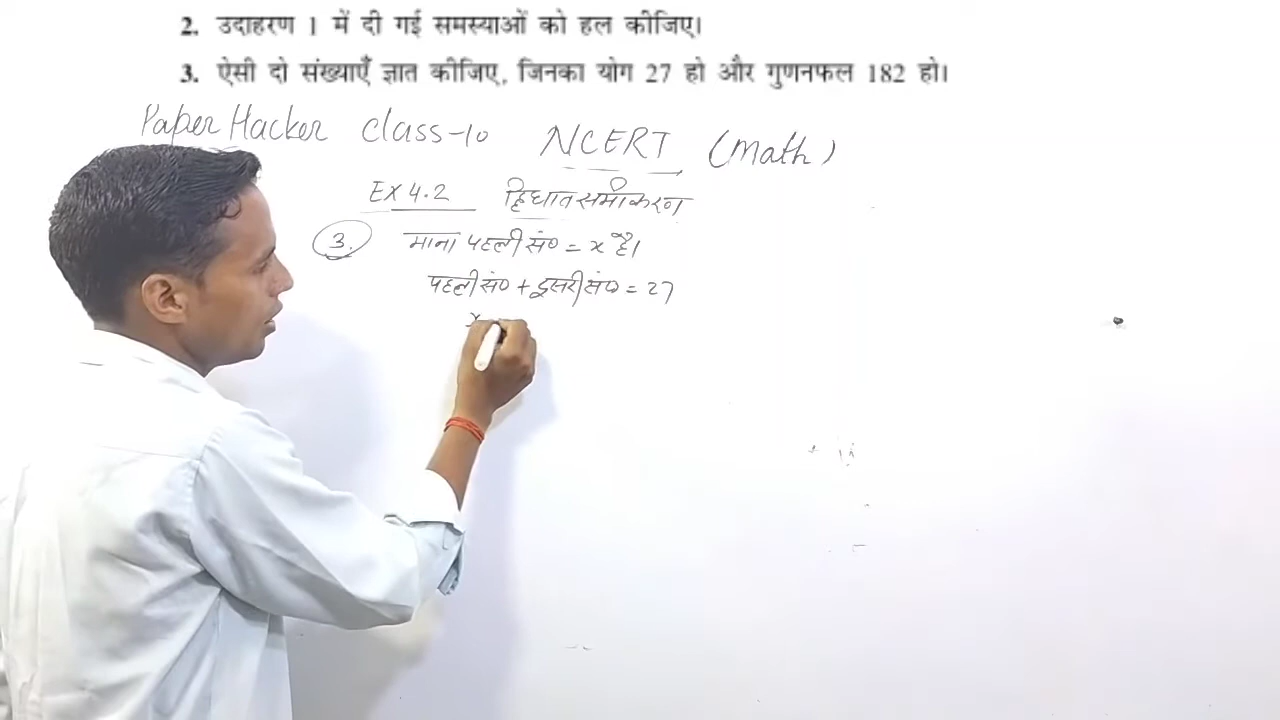 2. उदाहरण 1 में दी गई समस्याओं को हल कीजिए।
3. ऐसी दो संख्याएँ ज्ञात कीजिए, जिनका योग 27 हो और गुणनफल 182 हो।
Paper Hacker class-10 NCERT (math)
Ex 4.2 द्विघात समीकरण
3. माना पहली सं० = x है।
पहली सं० + दूसरी सं० = 27
x